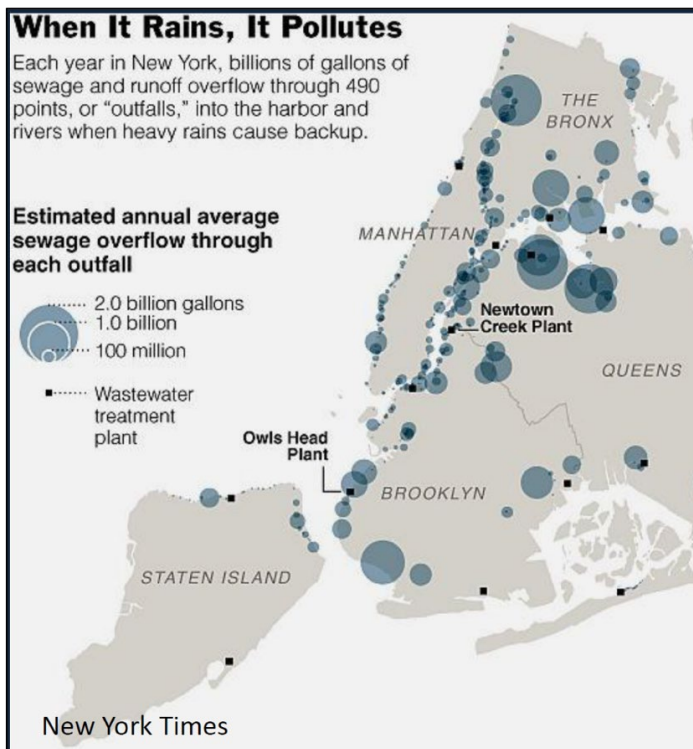 When It Rains, It Pollutes
Each year in New York, billions of gallons of
sewage and runoff overflow through 490
points, or “outfalls,” into the harbor and
rivers when heavy rains cause backup.
THE
BRONX
Estimated annual average
sewage overflow through
each outfall
MANHATTAN
2.0 billion gallons
1.0 billion
100 million
Newtown
Creek Plant
QUEENS
Wastewater
treatment
plant
Owls Head
Plant
BROOKLYN
STATEN ISLAND
New York Times